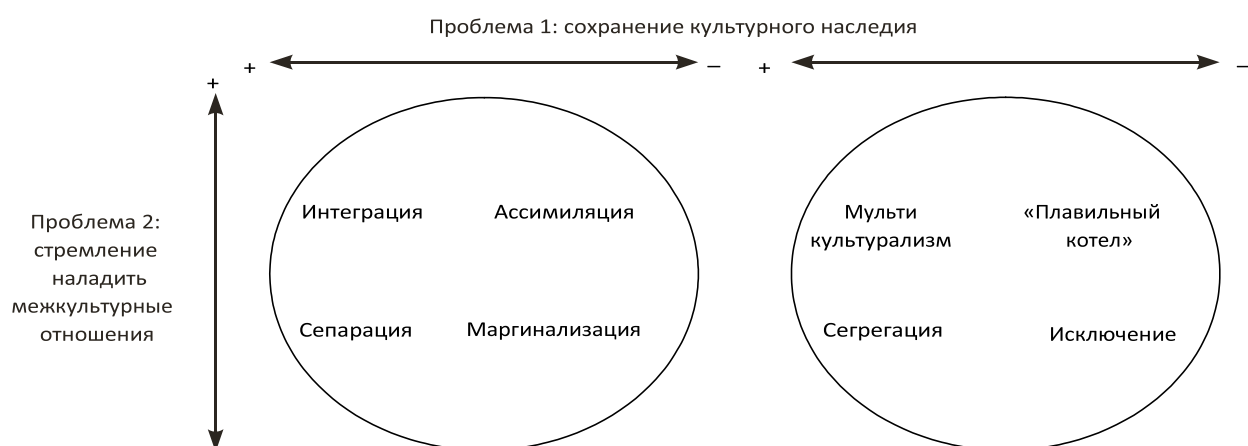 Проблема 1: сохранение культурного наследия
+ + – + –
Проблема 2:
стремление
наладить
межкультурные
отношения
Интеграция
Ассимиляция
Сепарация
Маргинализация
Мульти
культурализм
«Плавильный
котел»
Сегрегация
Исключение